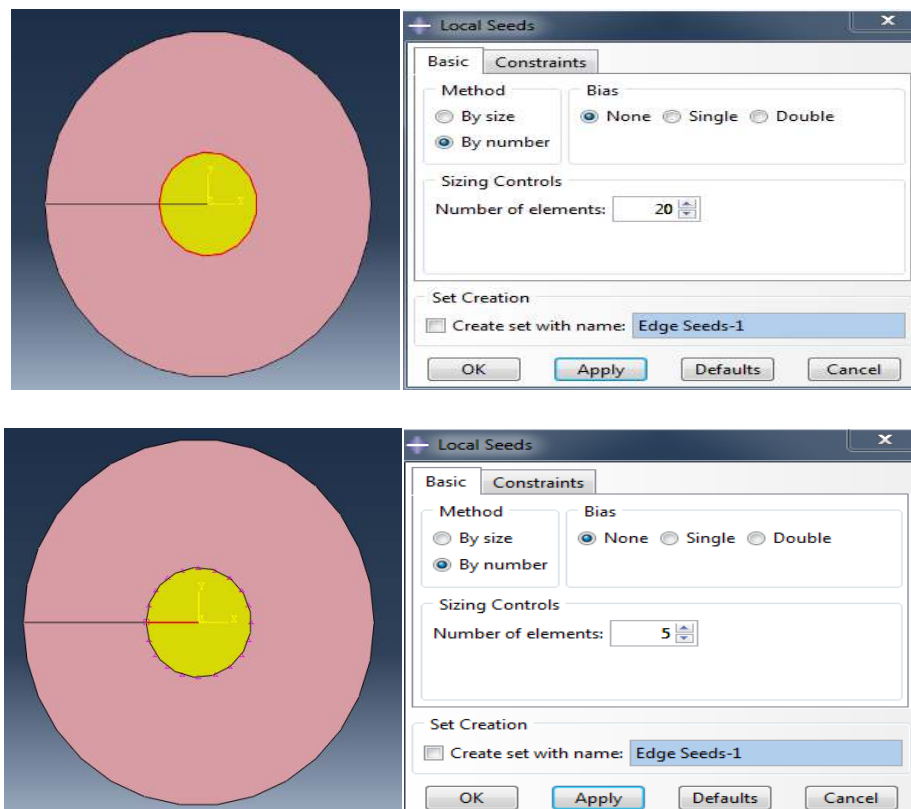 Local Seeds
Basic Constraints
Method Bias
By size None Single Double
By number
Sizing Controls
Number of elements: 20
Set Creation
Create set with name: Edge Seeds-1
OK Apply Defaults Cancel
Y
X
Local Seeds
Basic Constraints
Method Bias
By size None Single Double
By number
Sizing Controls
Number of elements: 5
Set Creation
Create set with name: Edge Seeds-1
OK Apply Defaults Cancel
Y
X